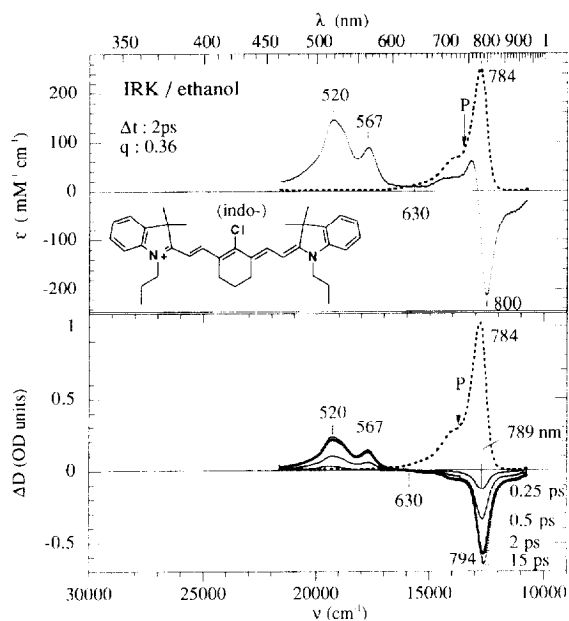 λ (nm)
350 400 450 500 600 700 800 900 1
IRK / ethanol
Δt : 2ps
q : 0.36
520
567
P
784
630
800
(indo-)
Cl
N
+
N
ε ( mM⁻¹ cm⁻¹)
200
100
0
-100
-200
784
P
520
567
789 nm
630
0.25 ps
0.5 ps
2 ps
15 ps
794
ΔD (OD units)
1
0.5
0
-0.5
30000 25000 20000 15000 10000
ν (cm⁻¹)